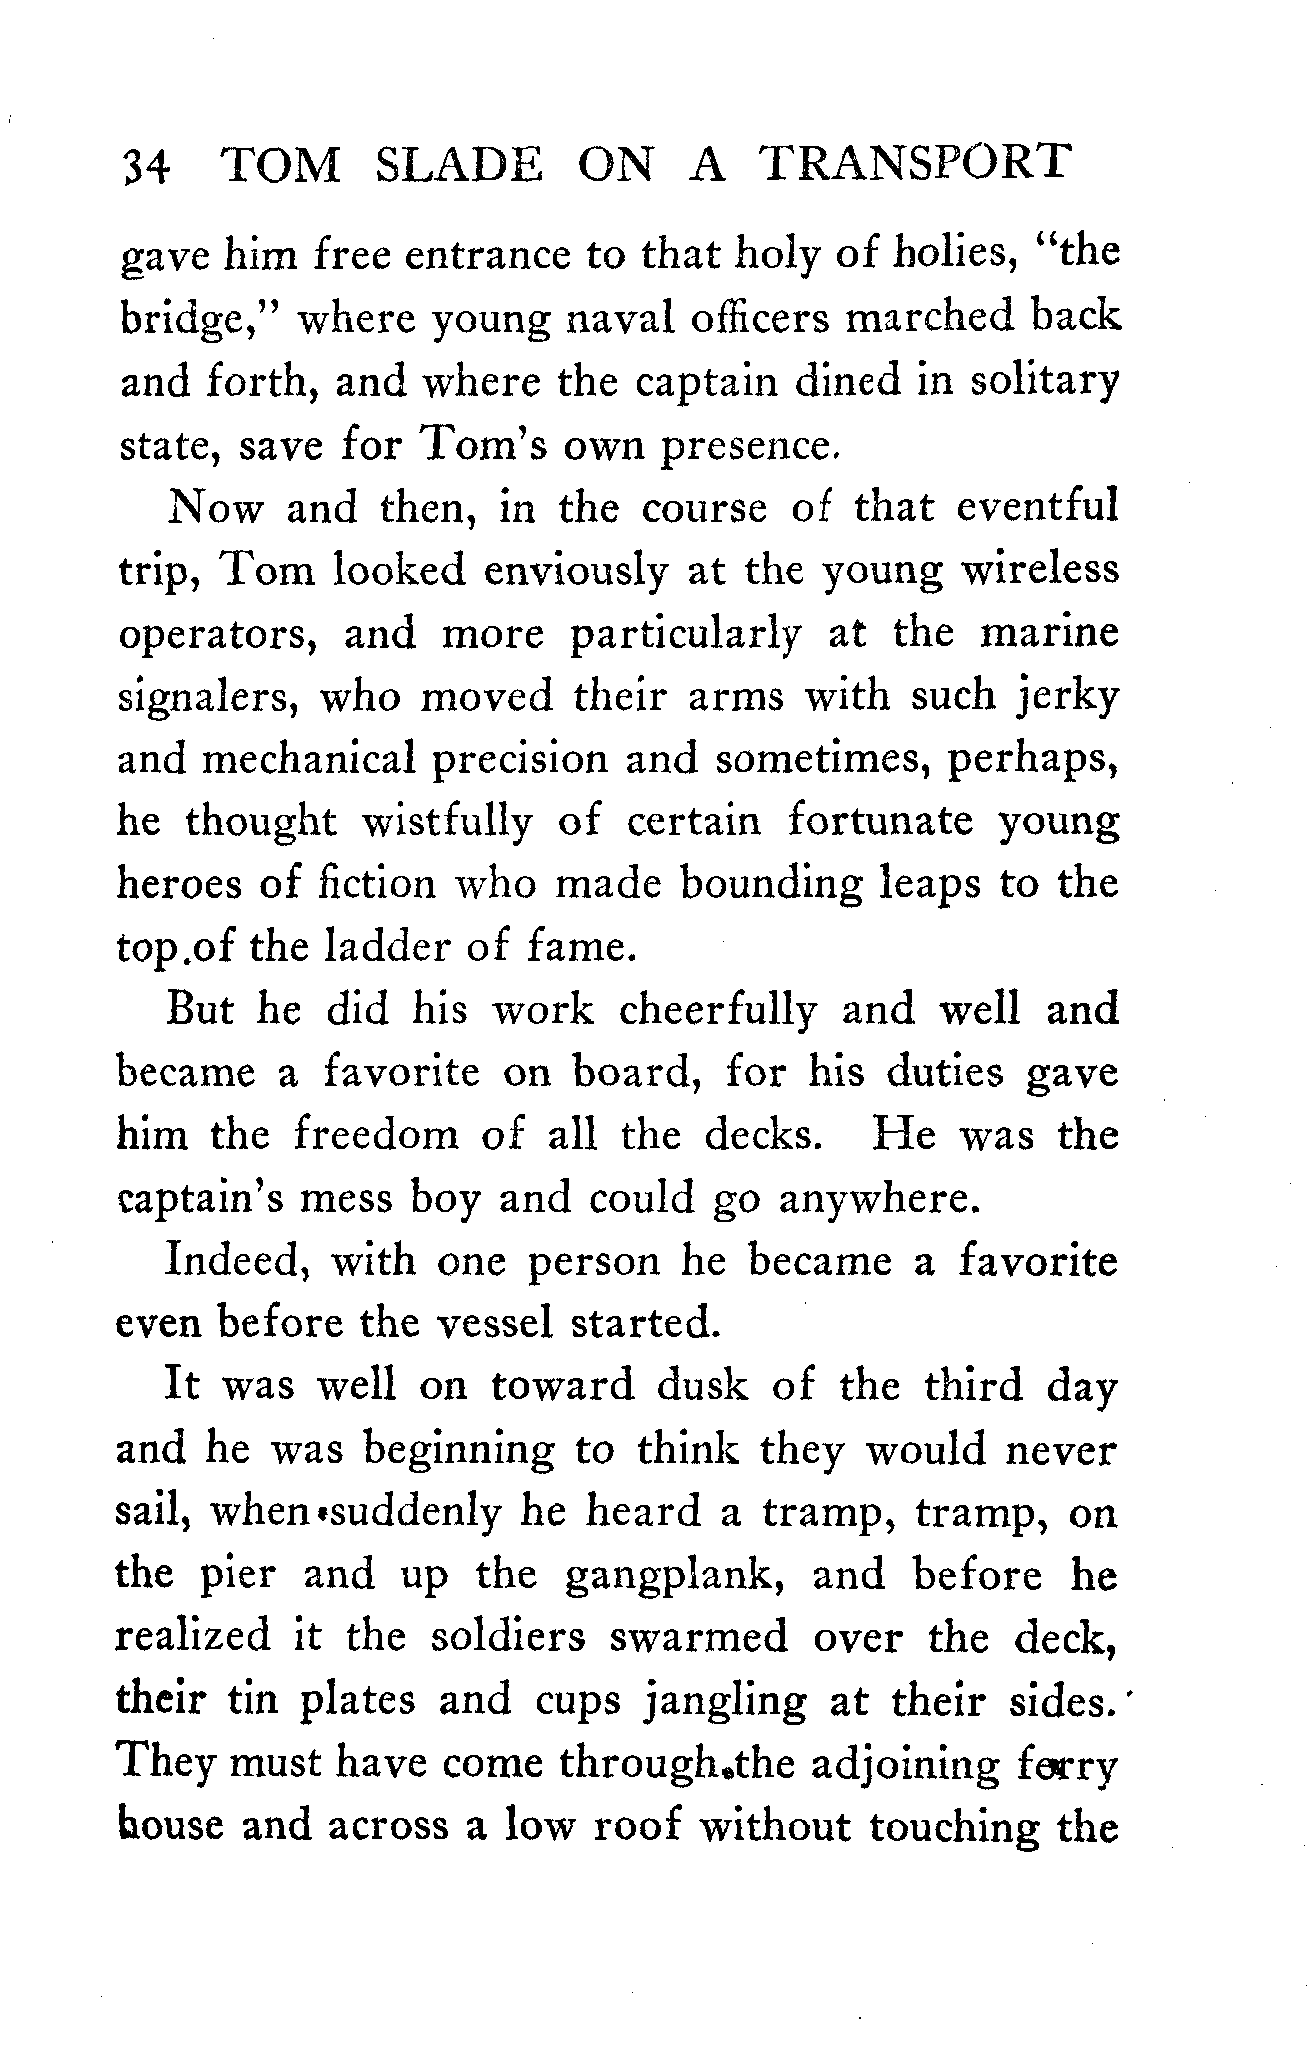 34 TOM SLADE ON A TRANSPORT
gave him free entrance to that holy of holies, “the
bridge,” where young naval officers marched back
and forth, and where the captain dined in solitary
state, save for Tom’s own presence.
Now and then, in the course of that eventful
trip, Tom looked enviously at the young wireless
operators, and more particularly at the marine
signalers, who moved their arms with such jerky
and mechanical precision and sometimes, perhaps,
he thought wistfully of certain fortunate young
heroes of fiction who made bounding leaps to the
top of the ladder of fame.
But he did his work cheerfully and well and
became a favorite on board, for his duties gave
him the freedom of all the decks. He was the
captain’s mess boy and could go anywhere.
Indeed, with one person he became a favorite
even before the vessel started.
It was well on toward dusk of the third day
and he was beginning to think they would never
sail, when suddenly he heard a tramp, tramp, on
the pier and up the gangplank, and before he
realized it the soldiers swarmed over the deck,
their tin plates and cups jangling at their sides.
They must have come through the adjoining ferry
house and across a low roof without touching the